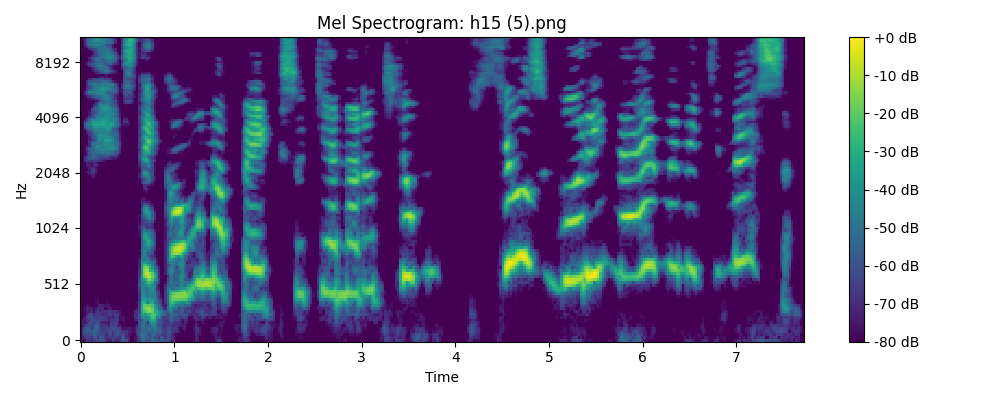 Mel Spectrogram: h15 (5).png
+0 dB
8192
-10 dB
4096
-20 dB
-30 dB
Hz
2048
-40 dB
1024
-50 dB
512
-60 dB
-70 dB
0
-80 dB
0 1 2 3 4 5 6 7
Time